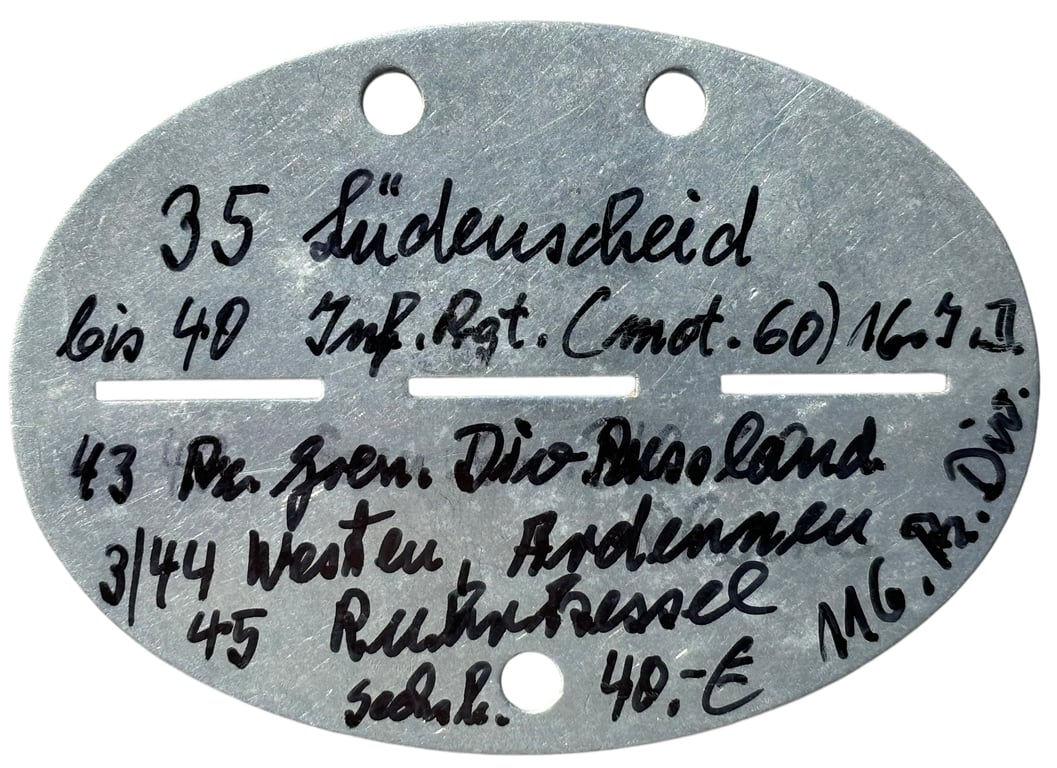 35 Lüdenscheid
bis 40 Inf. Rgt. (mot. 60) 16. I.D.
43 Pz. Gren. Div Russland
3/44 Westen, Ardennen
45 Ruhrkessel
116. Pz. Div.
40.-€